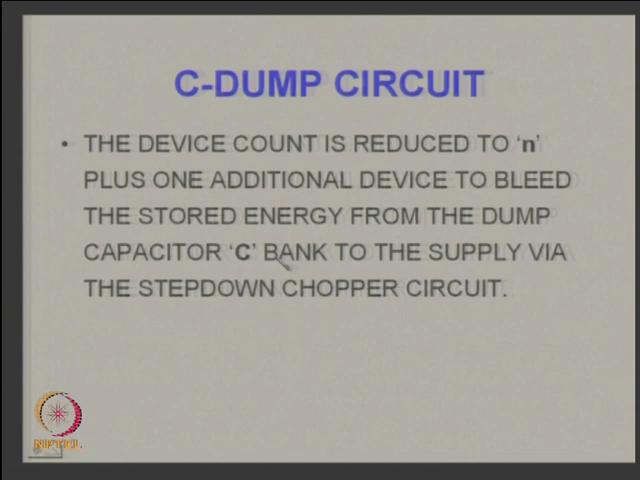 C-DUMP CIRCUIT
• THE DEVICE COUNT IS REDUCED TO ‘n’
PLUS ONE ADDITIONAL DEVICE TO BLEED
THE STORED ENERGY FROM THE DUMP
CAPACITOR ‘C’ BANK TO THE SUPPLY VIA
THE STEPDOWN CHOPPER CIRCUIT.
NPTEL